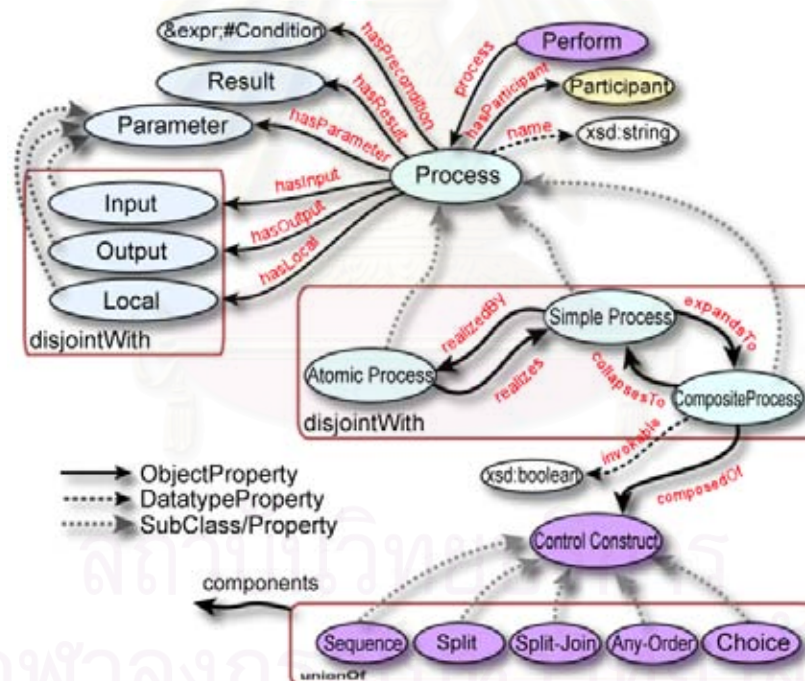 &expr;#Condition
hasPrecondition
Perform
process
Result
hasResult
hasParticipant
Participant
Parameter
hasParameter
name
xsd:string
Process
Input
hasInput
Output
hasOutput
Local
hasLocal
disjointWith
Simple Process
realizedBy
expandsTo
Atomic Process
realizes
collapsesTo
CompositeProcess
disjointWith
invokable
ObjectProperty
xsd:boolean
composedOf
DatatypeProperty
SubClass/Property
Control Construct
components
Sequence
Split
Split-Join
Any-Order
Choice
unionOf